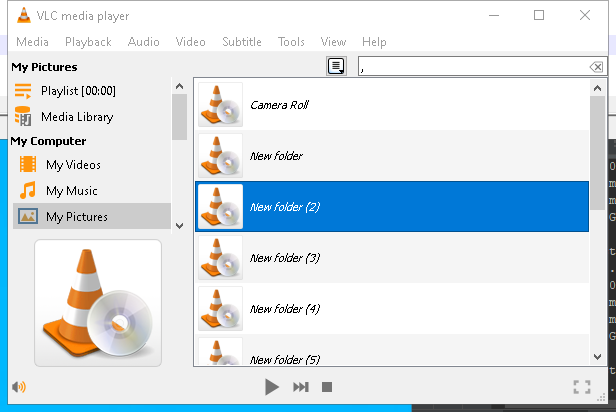 VLC media player
Media Playback Audio Video Subtitle Tools View Help
My Pictures
,
Playlist [00:00]
Media Library
My Computer
My Videos
My Music
My Pictures
Camera Roll
New folder
New folder (2)
New folder (3)
New folder (4)
New folder (5)